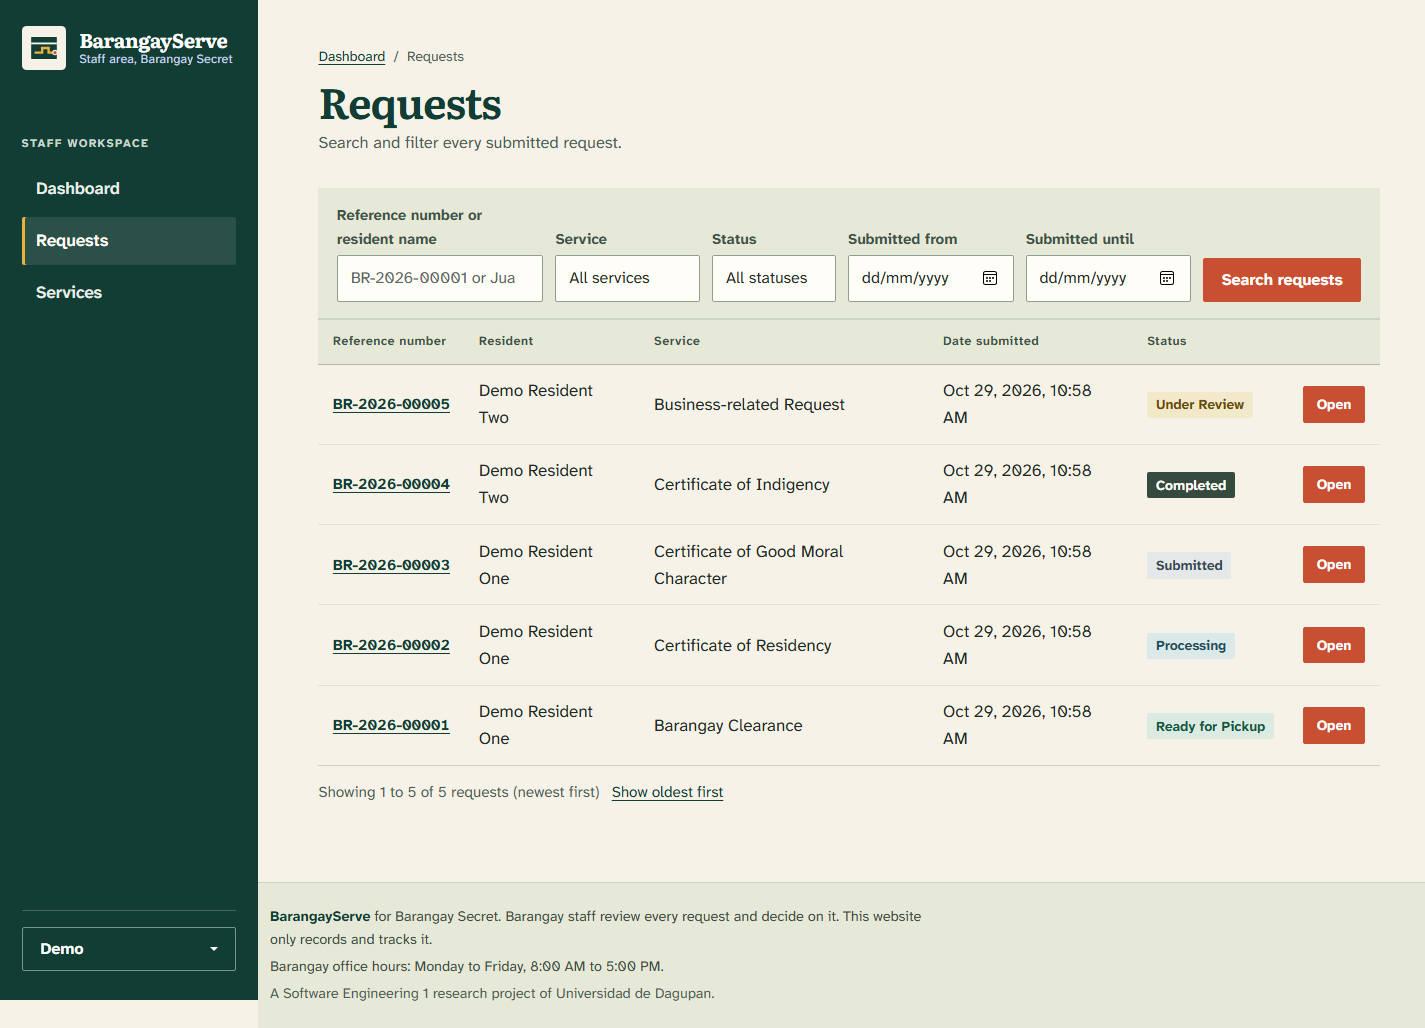 BarangayServe
Staff area, Barangay Secret
STAFF WORKSPACE
Dashboard
Requests
Services
Demo
Dashboard / Requests
Requests
Search and filter every submitted request.
Reference number or
resident name
BR-2026-00001 or Jua
Service
All services
Status
All statuses
Submitted from
dd/mm/yyyy
Submitted until
dd/mm/yyyy
Search requests
Reference number Resident Service Date submitted Status
BR-2026-00005 Demo Resident Two Business-related Request Oct 29, 2026, 10:58 AM Under Review Open
BR-2026-00004 Demo Resident Two Certificate of Indigency Oct 29, 2026, 10:58 AM Completed Open
BR-2026-00003 Demo Resident One Certificate of Good Moral Character Oct 29, 2026, 10:58 AM Submitted Open
BR-2026-00002 Demo Resident One Certificate of Residency Oct 29, 2026, 10:58 AM Processing Open
BR-2026-00001 Demo Resident One Barangay Clearance Oct 29, 2026, 10:58 AM Ready for Pickup Open
Showing 1 to 5 of 5 requests (newest first) Show oldest first
BarangayServe for Barangay Secret. Barangay staff review every request and decide on it. This website
only records and tracks it.
Barangay office hours: Monday to Friday, 8:00 AM to 5:00 PM.
A Software Engineering 1 research project of Universidad de Dagupan.